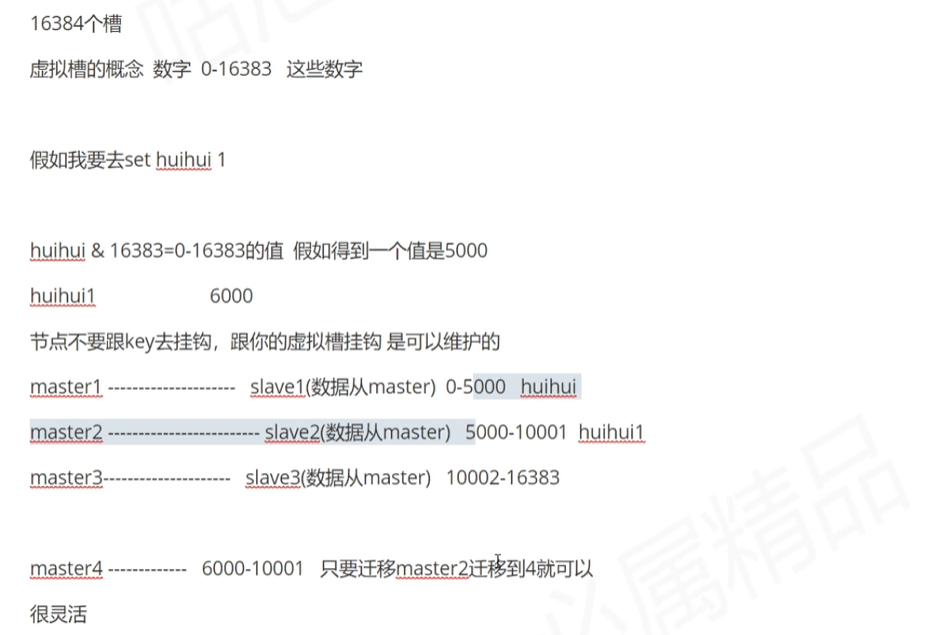 16384个槽
虚拟槽的概念 数字 0-16383 这些数字
假如我要去set huihui 1
huihui & 16383=0-16383的值 假如得到一个值是5000
huihui1 6000
节点不要跟key去挂钩，跟你的虚拟槽挂钩 是可以维护的
master1 --------------------- slave1(数据从master) 0-5000 huihui
master2 ------------------------- slave2(数据从master) 5000-10001 huihui1
master3--------------------- slave3(数据从master) 10002-16383
master4 ------------- 6000-10001 只要迁移master2迁移到4就可以
很灵活
必属精品